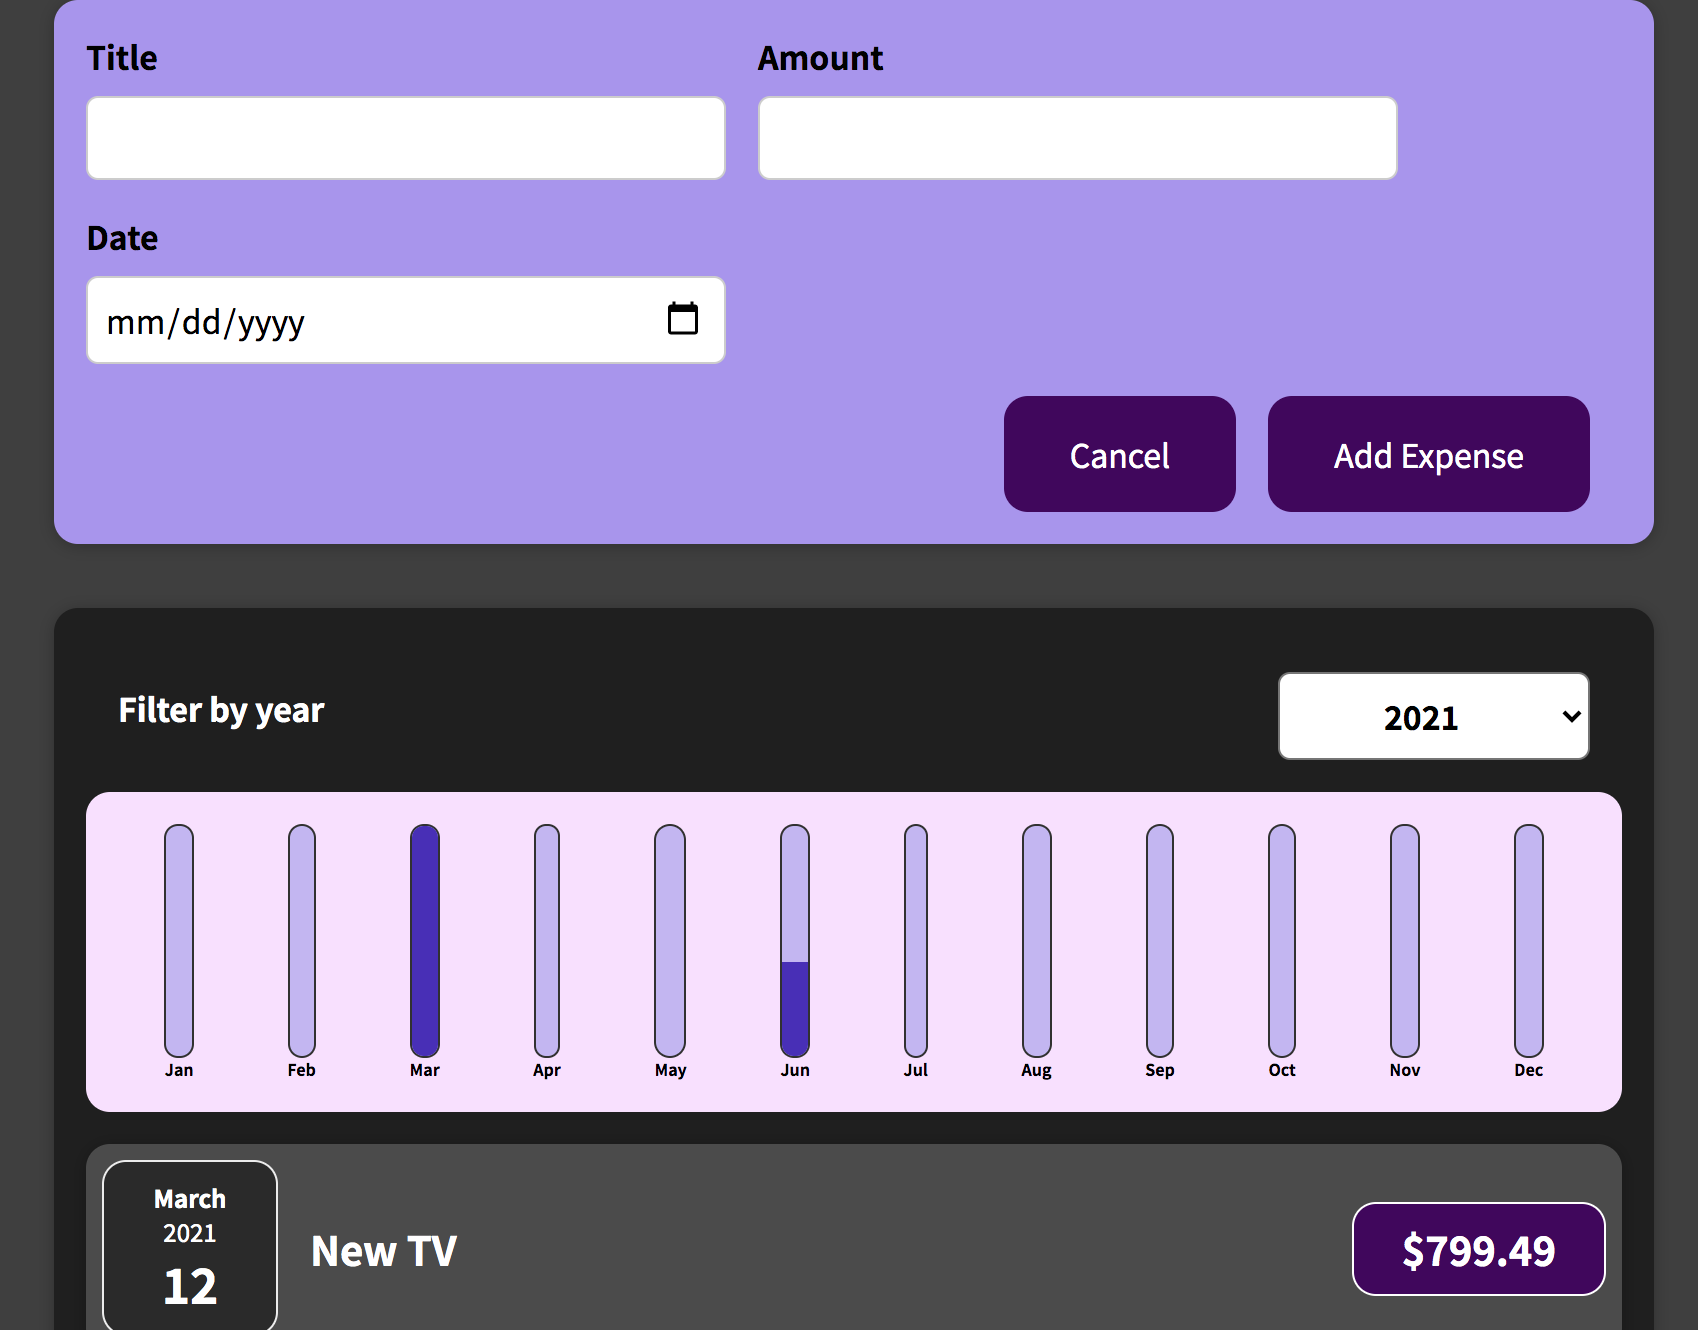 Title Amount
Date
mm/dd/yyyy
Cancel Add Expense
Filter by year 2021
Jan Feb Mar Apr May Jun Jul Aug Sep Oct Nov Dec
March
2021
12
New TV
$799.49